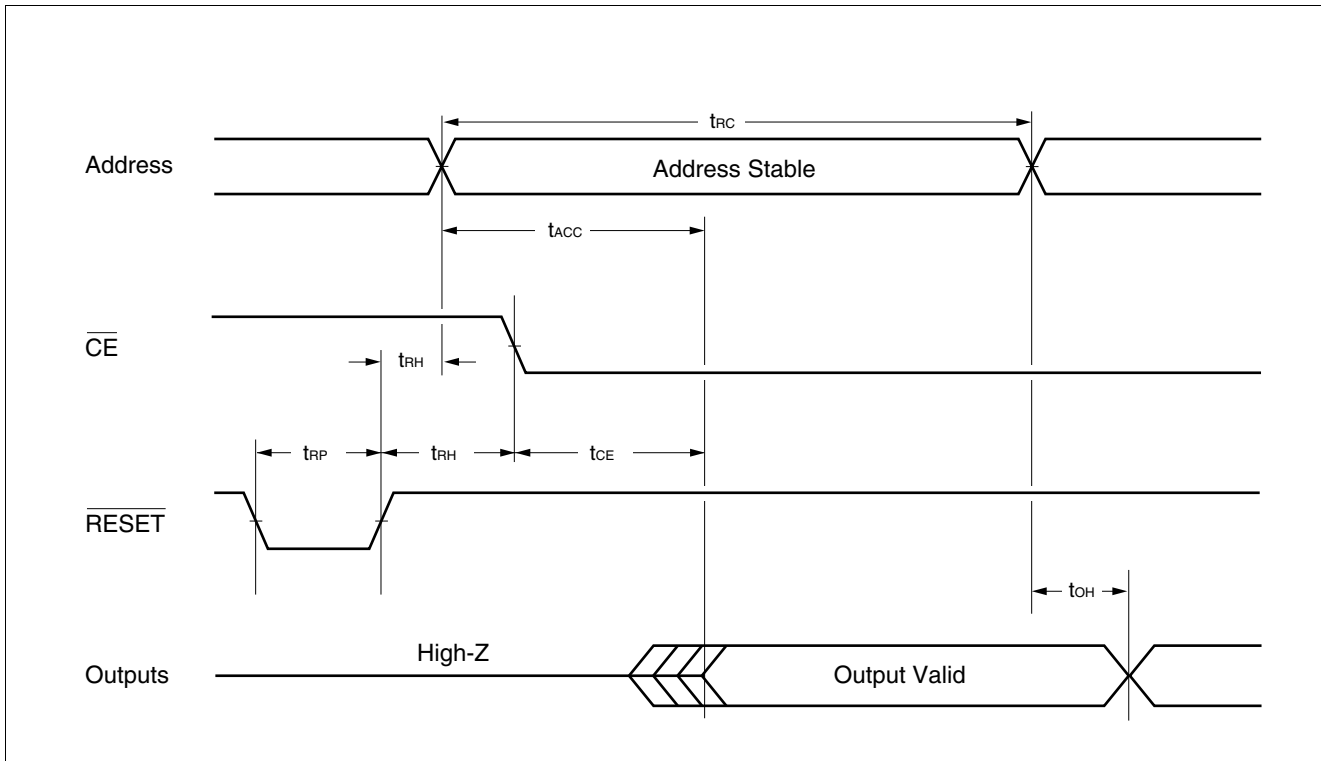 tRC
Address
Address Stable
tACC
CE
tRH
tRP
tRH
tCE
RESET
tOH
High-Z
Outputs
Output Valid